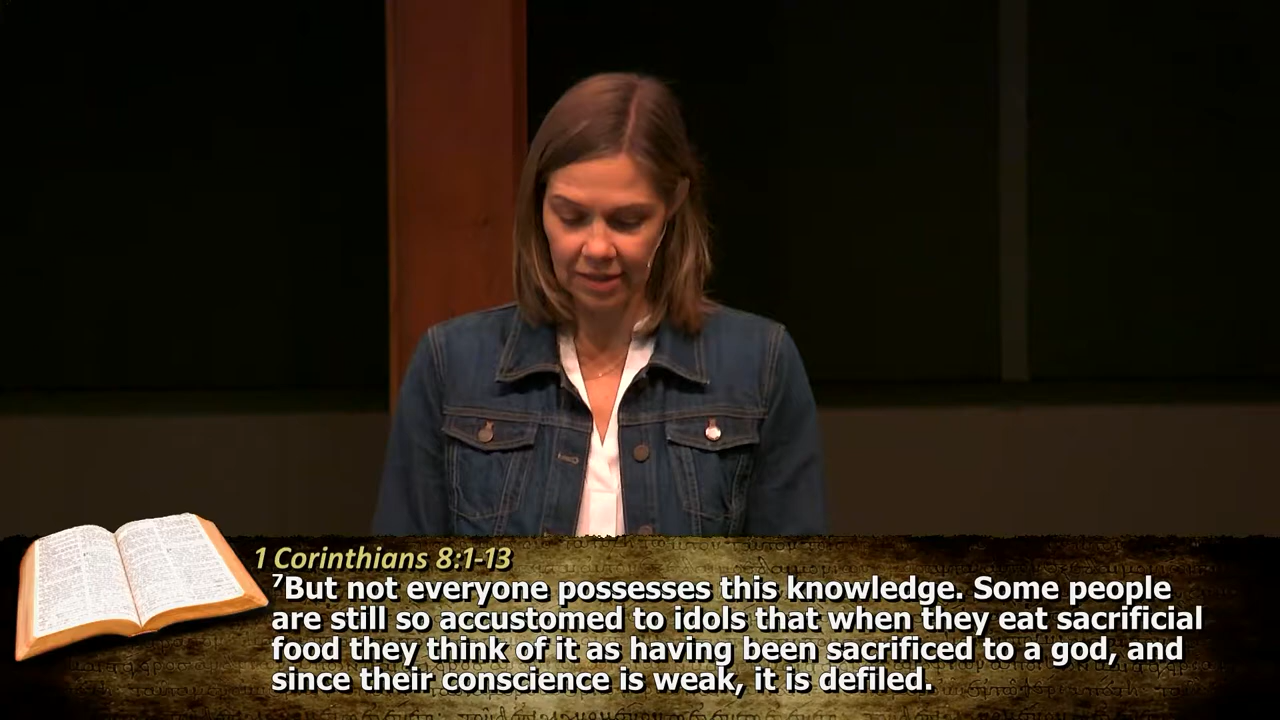 1 Corinthians 8:1-13
⁷But not everyone possesses this knowledge. Some people
are still so accustomed to idols that when they eat sacrificial
food they think of it as having been sacrificed to a god, and
since their conscience is weak, it is defiled.